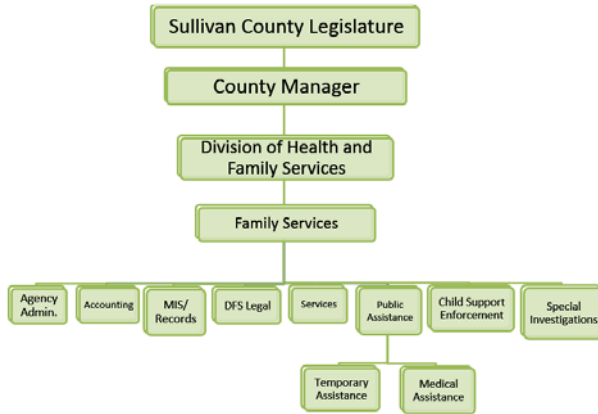 Sullivan County Legislature
County Manager
Division of Health and
Family Services
Family Services
Agency
Admin.
Accounting
MIS/
Records
DFS Legal
Services
Public
Assistance
Child Support
Enforcement
Special
Investigations
Temporary
Assistance
Medical
Assistance